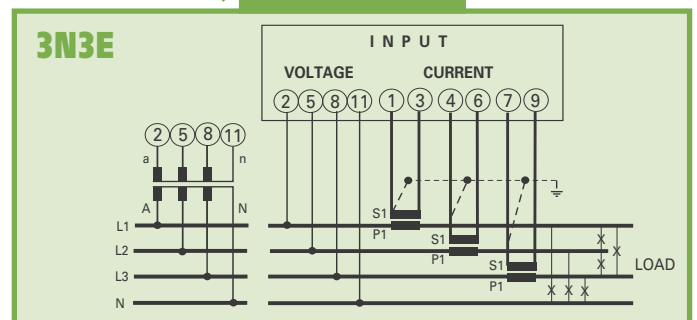 3N3E
INPUT
VOLTAGE CURRENT
2 5 8 11 1 3 4 6 7 9
2 5 8 11
a n
A N
S1
P1
S1
P1
S1
P1
L1
L2
L3
N
LOAD
X
X
X
X X X